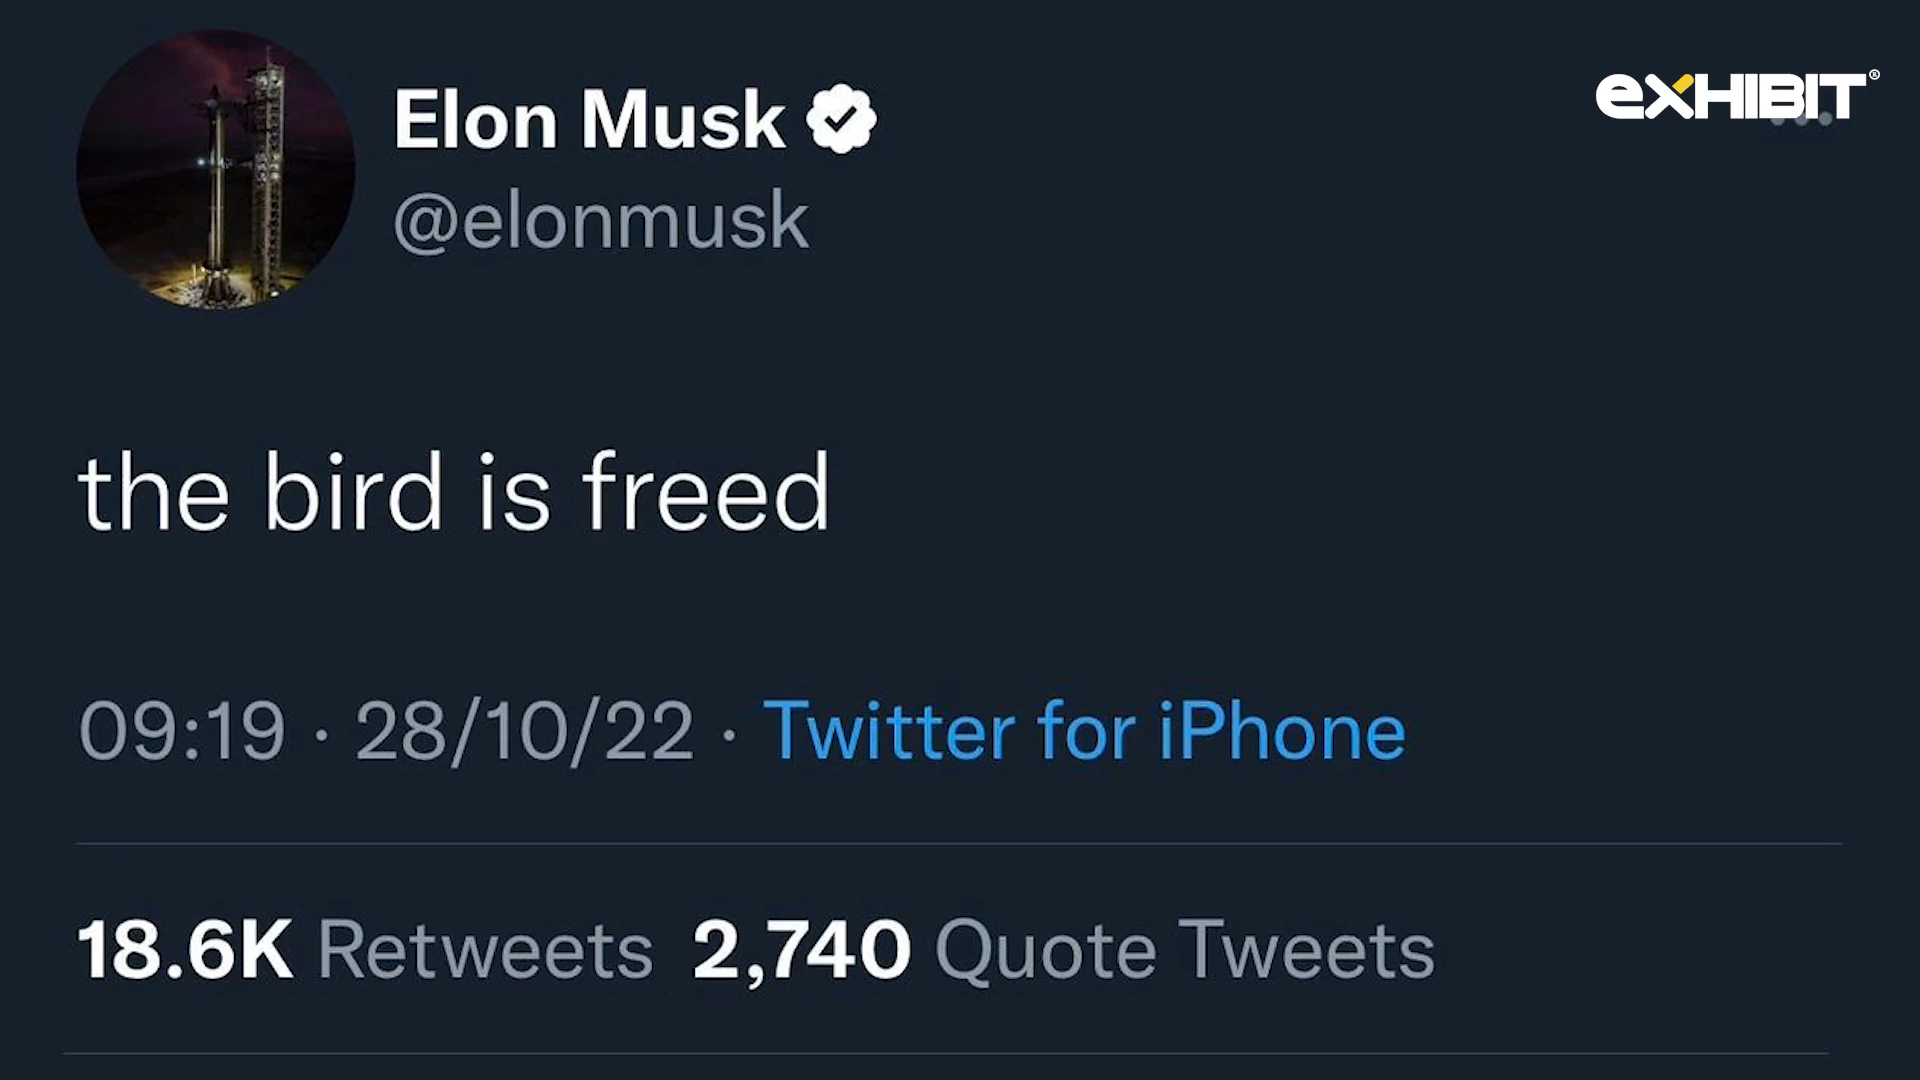 Elon Musk
eXHIBIT®
@elonmusk
the bird is freed
09:19 · 28/10/22 · Twitter for iPhone
18.6K Retweets 2,740 Quote Tweets